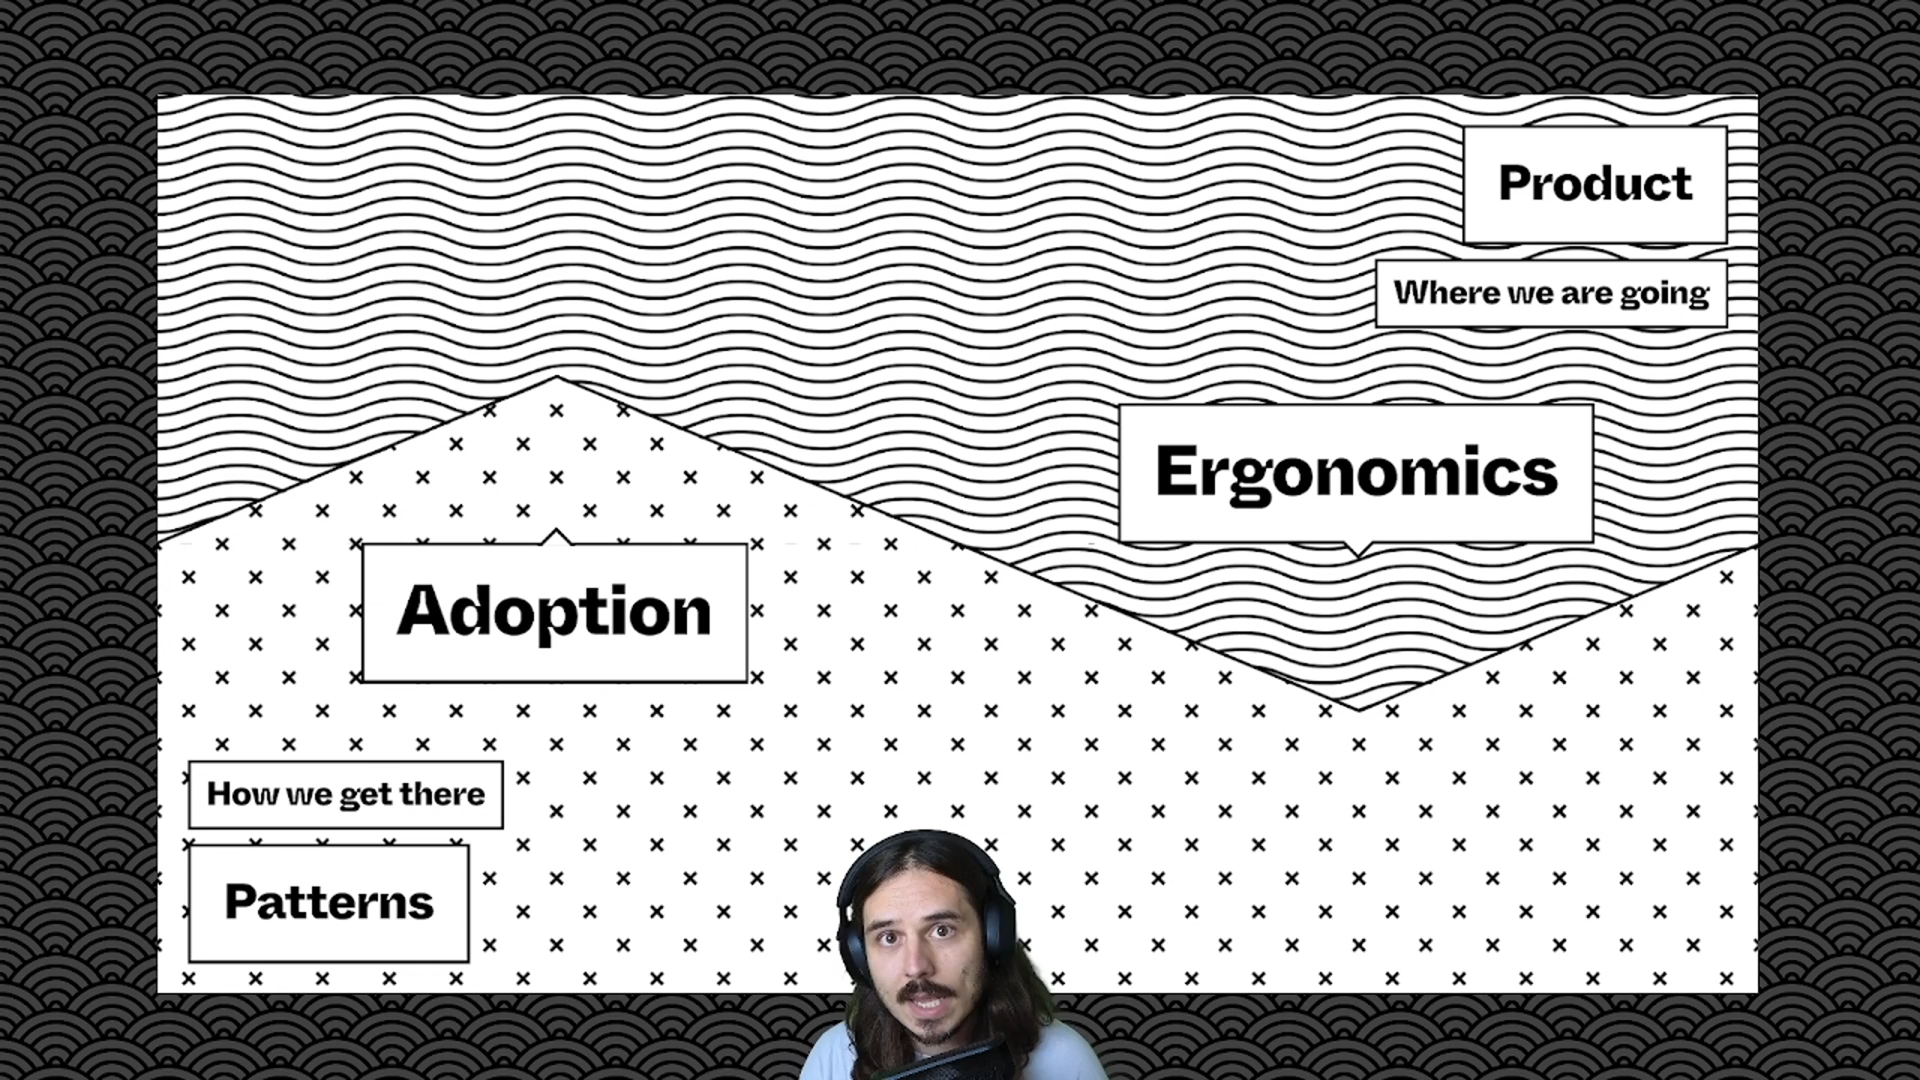 Product
Where we are going
Ergonomics
Adoption
How we get there
Patterns